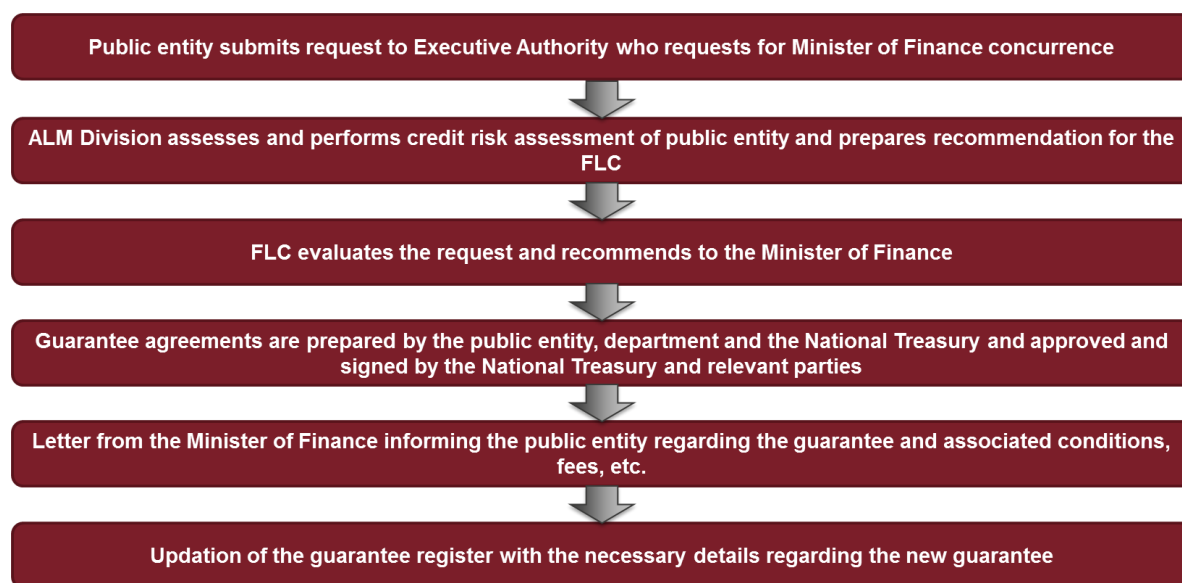 Public entity submits request to Executive Authority who requests for Minister of Finance concurrence
ALM Division assesses and performs credit risk assessment of public entity and prepares recommendation for the
FLC
FLC evaluates the request and recommends to the Minister of Finance
Guarantee agreements are prepared by the public entity, department and the National Treasury and approved and
signed by the National Treasury and relevant parties
Letter from the Minister of Finance informing the public entity regarding the guarantee and associated conditions,
fees, etc.
Updation of the guarantee register with the necessary details regarding the new guarantee